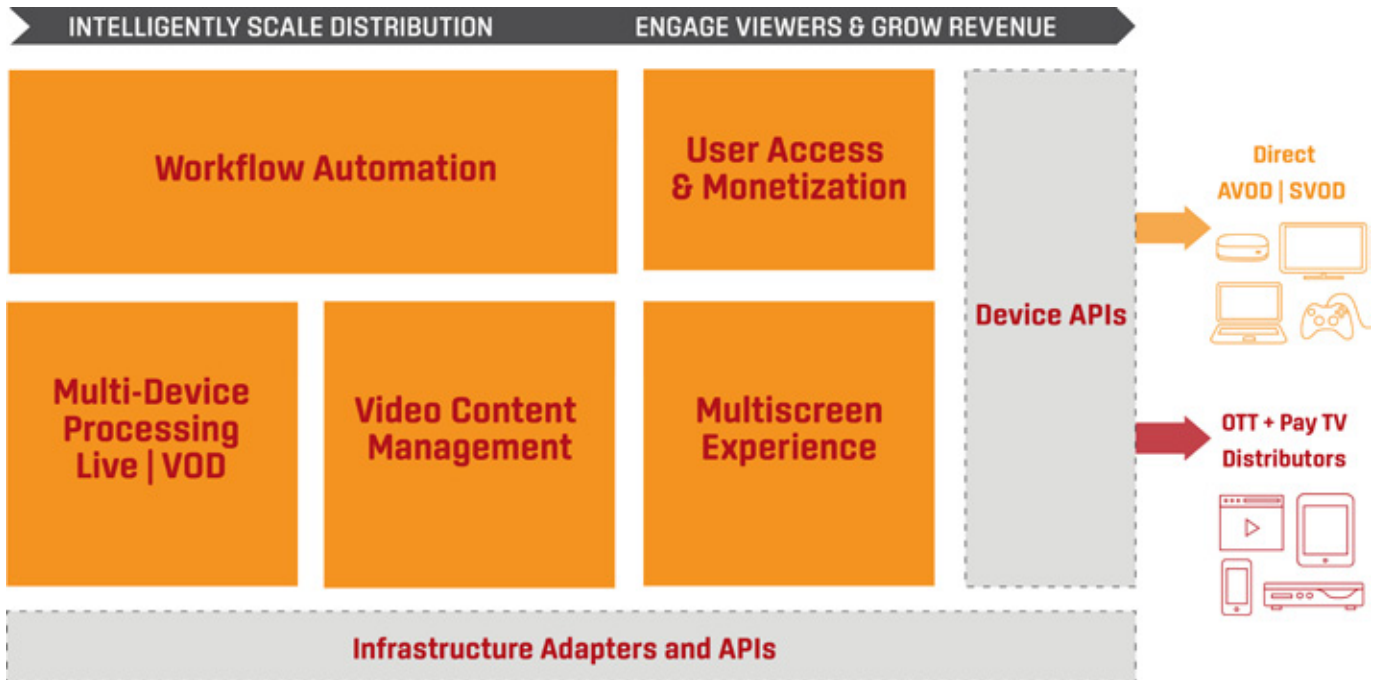 INTELLIGENTLY SCALE DISTRIBUTION
ENGAGE VIEWERS & GROW REVENUE
Workflow Automation
User Access
& Monetization
Direct
AVOD | SVOD
Device APIs
Multi-Device
Processing
Live | VOD
Video Content
Management
Multiscreen
Experience
OTT + Pay TV
Distributors
Infrastructure Adapters and APIs